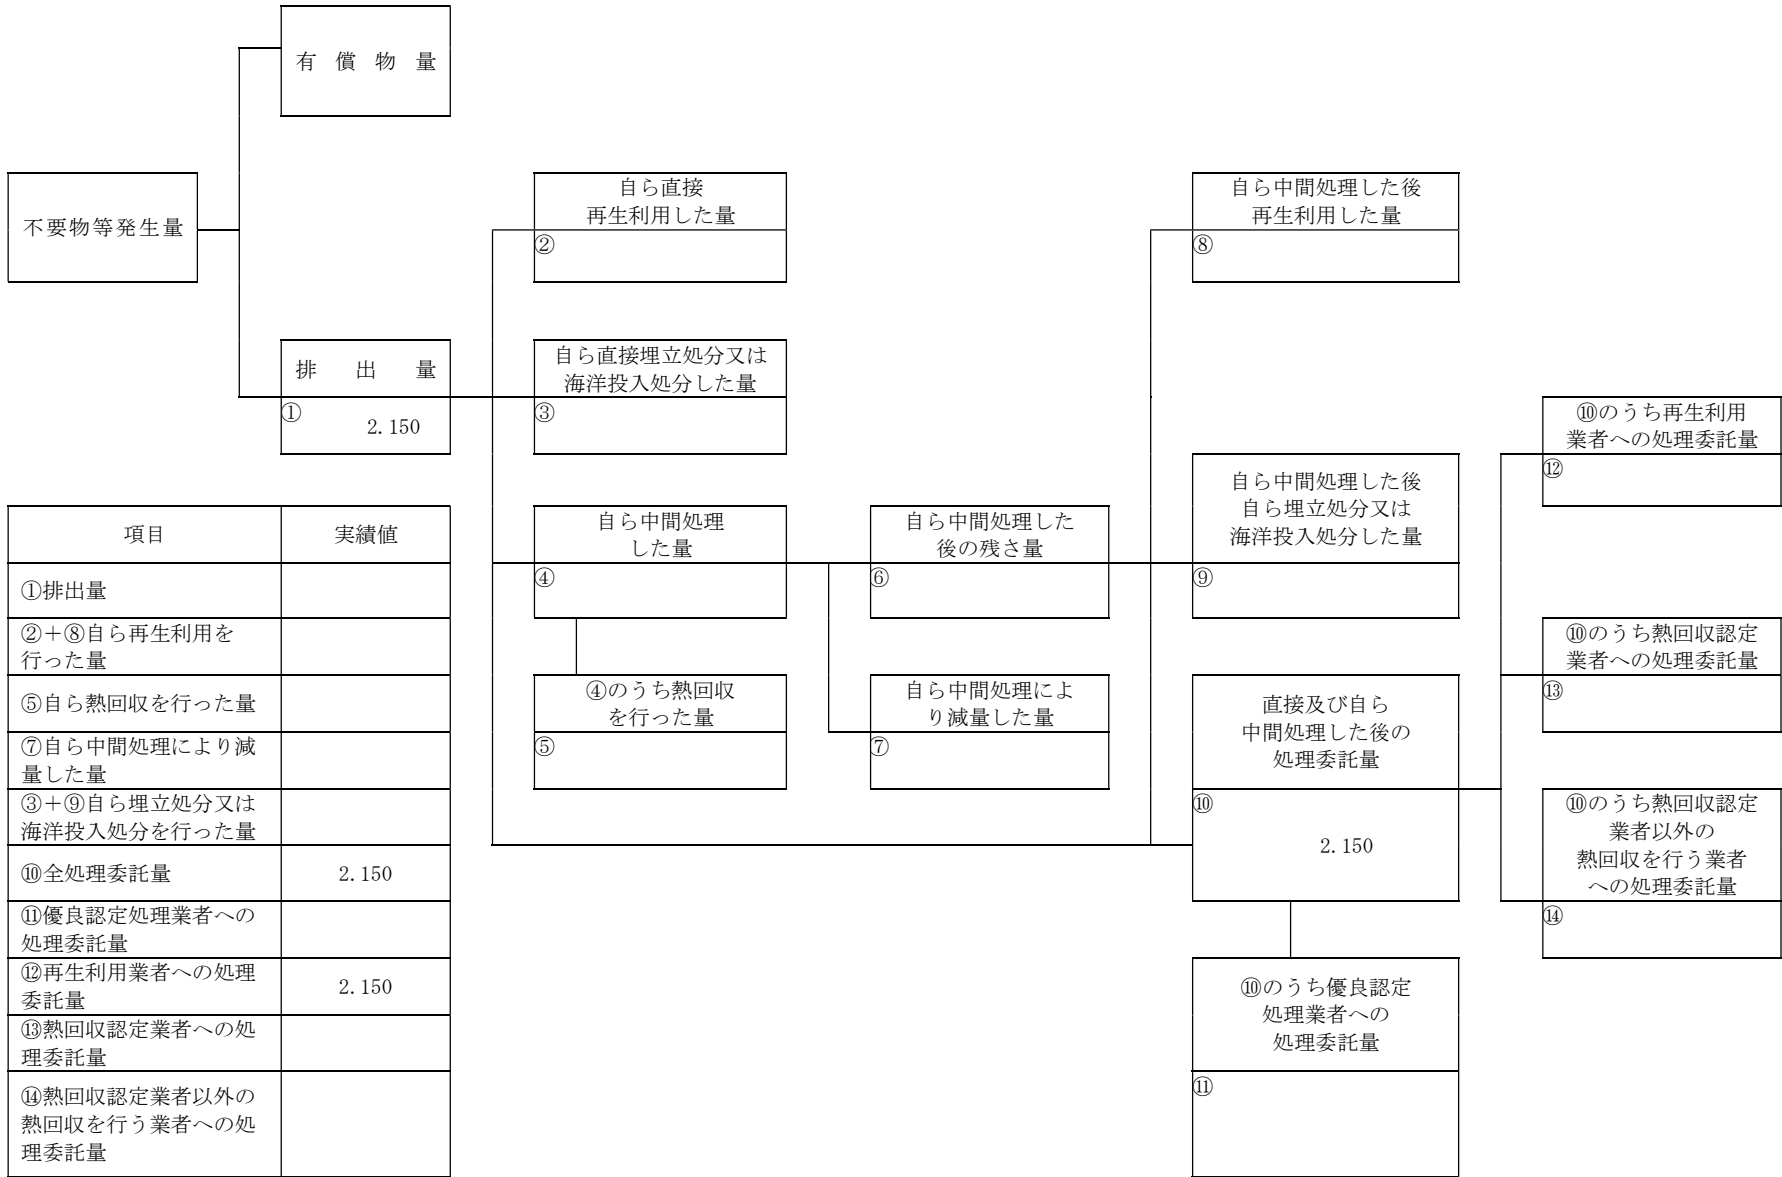 有償物量
不要物等発生量
自ら直接
再生利用した量
②
自ら中間処理した後
再生利用した量
⑧
排出量
①
2.150
自ら直接埋立処分又は
海洋投入処分した量
③
⑩のうち再生利用
業者への処理委託量
⑫
自ら中間処理した後
自ら埋立処分又は
海洋投入処分した量
⑨
自ら中間処理
した量
④
自ら中間処理した
後の残さ量
⑥
⑩のうち熱回収認定
業者への処理委託量
⑬
④のうち熱回収
を行った量
⑤
自ら中間処理によ
り減量した量
⑦
直接及び自ら
中間処理した後の
処理委託量
⑩
2.150
⑩のうち熱回収認定
業者以外の
熱回収を行う業者
への処理委託量
⑭
⑩のうち優良認定
処理業者への
処理委託量
⑪
項目 実績値
①排出量
②＋⑧自ら再生利用を
行った量
⑤自ら熱回収を行った量
⑦自ら中間処理により減
量した量
③＋⑨自ら埋立処分又は
海洋投入処分を行った量
⑩全処理委託量 2.150
⑪優良認定処理業者への
処理委託量
⑫再生利用業者への処理
委託量 2.150
⑬熱回収認定業者への処
理委託量
⑭熱回収認定業者以外の
熱回収を行う業者への処
理委託量